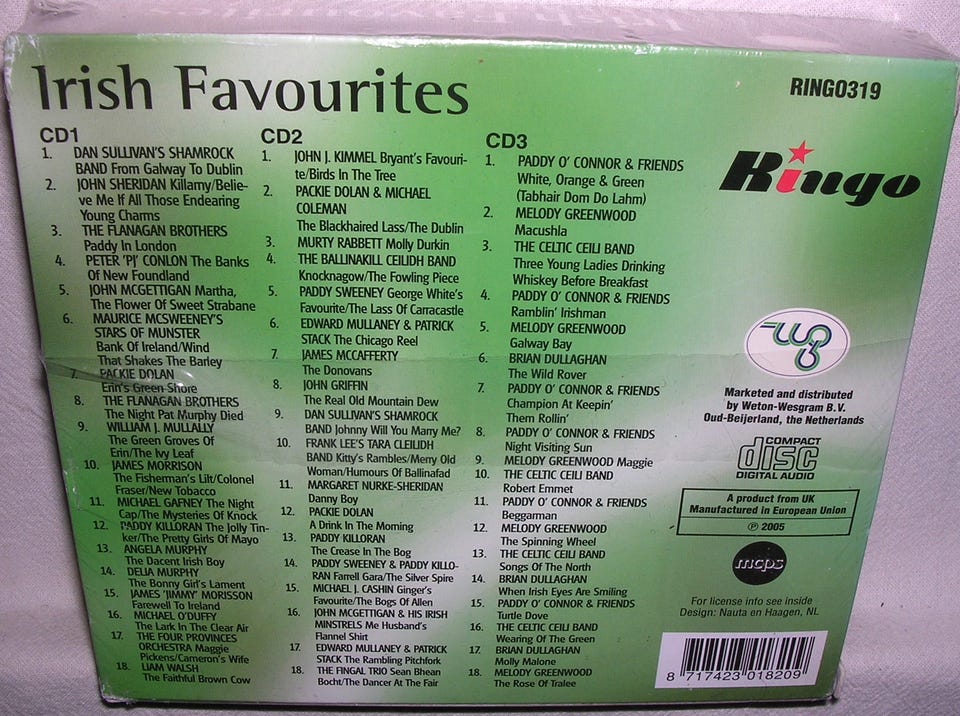 Irish Favourites
Irish Favourites
CD1
1. DAN SULLIVAN'S SHAMROCK
BAND From Galway To Dublin
2. JOHN SHERIDAN Killarny/Belie-
ve Me If All Those Endearing
Young Charms
3. THE FLANAGAN BROTHERS
Paddy In London
4. PETER 'PJ' CONLON The Banks
Of New Foundland
5. JOHN MCGETTIGAN Martha,
The Flower Of Sweet Strabane
6. MAURICE MCSWEENEY'S
STARS OF MUNSTER
Bank Of Ireland/Wind
That Shakes The Barley
7. PACKIE DOLAN
Erin's Green Shore
8. THE FLANAGAN BROTHERS
The Night Pat Murphy Died
9. WILLIAM J. MULLALLY
The Green Groves Of
Erin/The Ivy Leaf
10. JAMES MORRISON
The Fisherman's Lilt/Colonel
Fraser/New Tobacco
11. MICHAEL GAFNEY The Night
Cap/The Mysteries Of Knock
12. PADDY KILLORAN The Jolly Tin-
ker/The Pretty Girls Of Mayo
13. ANGELA MURPHY
The Dacent Irish Boy
14. DELIA MURPHY
The Bonny Girl's Lament
15. JAMES 'JIMMY' MORISSON
Farewell To Ireland
16. MICHAEL O'DUFFY
The Lark In The Clear Air
17. THE FOUR PROVINCES
ORCHESTRA Maggie
Pickens/Cameron's Wife
18. LIAM WALSH
The Faithful Brown Cow
CD2
1. JOHN J. KIMMEL Bryant's Favouri-
te/Birds In The Tree
2. PACKIE DOLAN & MICHAEL
COLEMAN
The Blackhaired Lass/The Dublin
3. MURTY RABBETT Molly Durkin
4. THE BALLINAKILL CEILIDH BAND
Knocknagow/The Fowling Piece
5. PADDY SWEENEY George White's
Favourite/The Lass Of Carracastle
6. EDWARD MULLANEY & PATRICK
STACK The Chicago Reel
7. JAMES MCCAFFERTY
The Donovans
8. JOHN GRIFFIN
The Real Old Mountain Dew
9. DAN SULLIVAN'S SHAMROCK
BAND Johnny Will You Marry Me?
10. FRANK LEE'S TARA CLEILIDH
BAND Kitty's Rambles/Merry Old
Woman/Humours Of Ballinafad
11. MARGARET NURKE-SHERIDAN
Danny Boy
12. PACKIE DOLAN
A Drink In The Morning
13. PADDY KILLORAN
The Crease In The Bog
14. PADDY SWEENEY & PADDY KILLO-
RAN Farrell Gara/The Silver Spire
15. MICHAEL J. CASHIN Ginger's
Favourite/The Bogs Of Allen
16. JOHN MCGETTIGAN & HIS IRISH
MINSTRELS Me Husband's
Flannel Shirt
17. EDWARD MULLANEY & PATRICK
STACK The Rambling Pitchfork
18. THE FINGAL TRIO Sean Bhean
Bocht/The Dancer At The Fair
CD3
1. PADDY O' CONNOR & FRIENDS
White, Orange & Green
(Tabhair Dom Do Lahm)
2. MELODY GREENWOOD
Macushla
3. THE CELTIC CEILI BAND
Three Young Ladies Drinking
Whiskey Before Breakfast
4. PADDY O' CONNOR & FRIENDS
Ramblin' Irishman
5. MELODY GREENWOOD
Galway Bay
6. BRIAN DULLAGHAN
The Wild Rover
7. PADDY O' CONNOR & FRIENDS
Champion At Keepin'
Them Rollin'
8. PADDY O' CONNOR & FRIENDS
Night Visiting Sun
9. MELODY GREENWOOD Maggie
10. THE CELTIC CEILI BAND
Robert Emmet
11. PADDY O' CONNOR & FRIENDS
Beggarman
12. MELODY GREENWOOD
The Spinning Wheel
13. THE CELTIC CEILI BAND
Songs Of The North
14. BRIAN DULLAGHAN
When Irish Eyes Are Smiling
15. PADDY O' CONNOR & FRIENDS
Turtle Dove
16. THE CELTIC CEILI BAND
Wearing Of The Green
17. BRIAN DULLAGHAN
Molly Malone
18. MELODY GREENWOOD
The Rose Of Tralee
RINGO319
Ringo
Marketed and distributed
by Weton-Wesgram B.V.
Oud-Beijerland, the Netherlands
COMPACT
disc
DIGITAL AUDIO
A product from UK
Manufactured in European Union
℗ 2005
mcps
For license info see inside
Design: Nauta en Haagen, NL
8 717423 018209